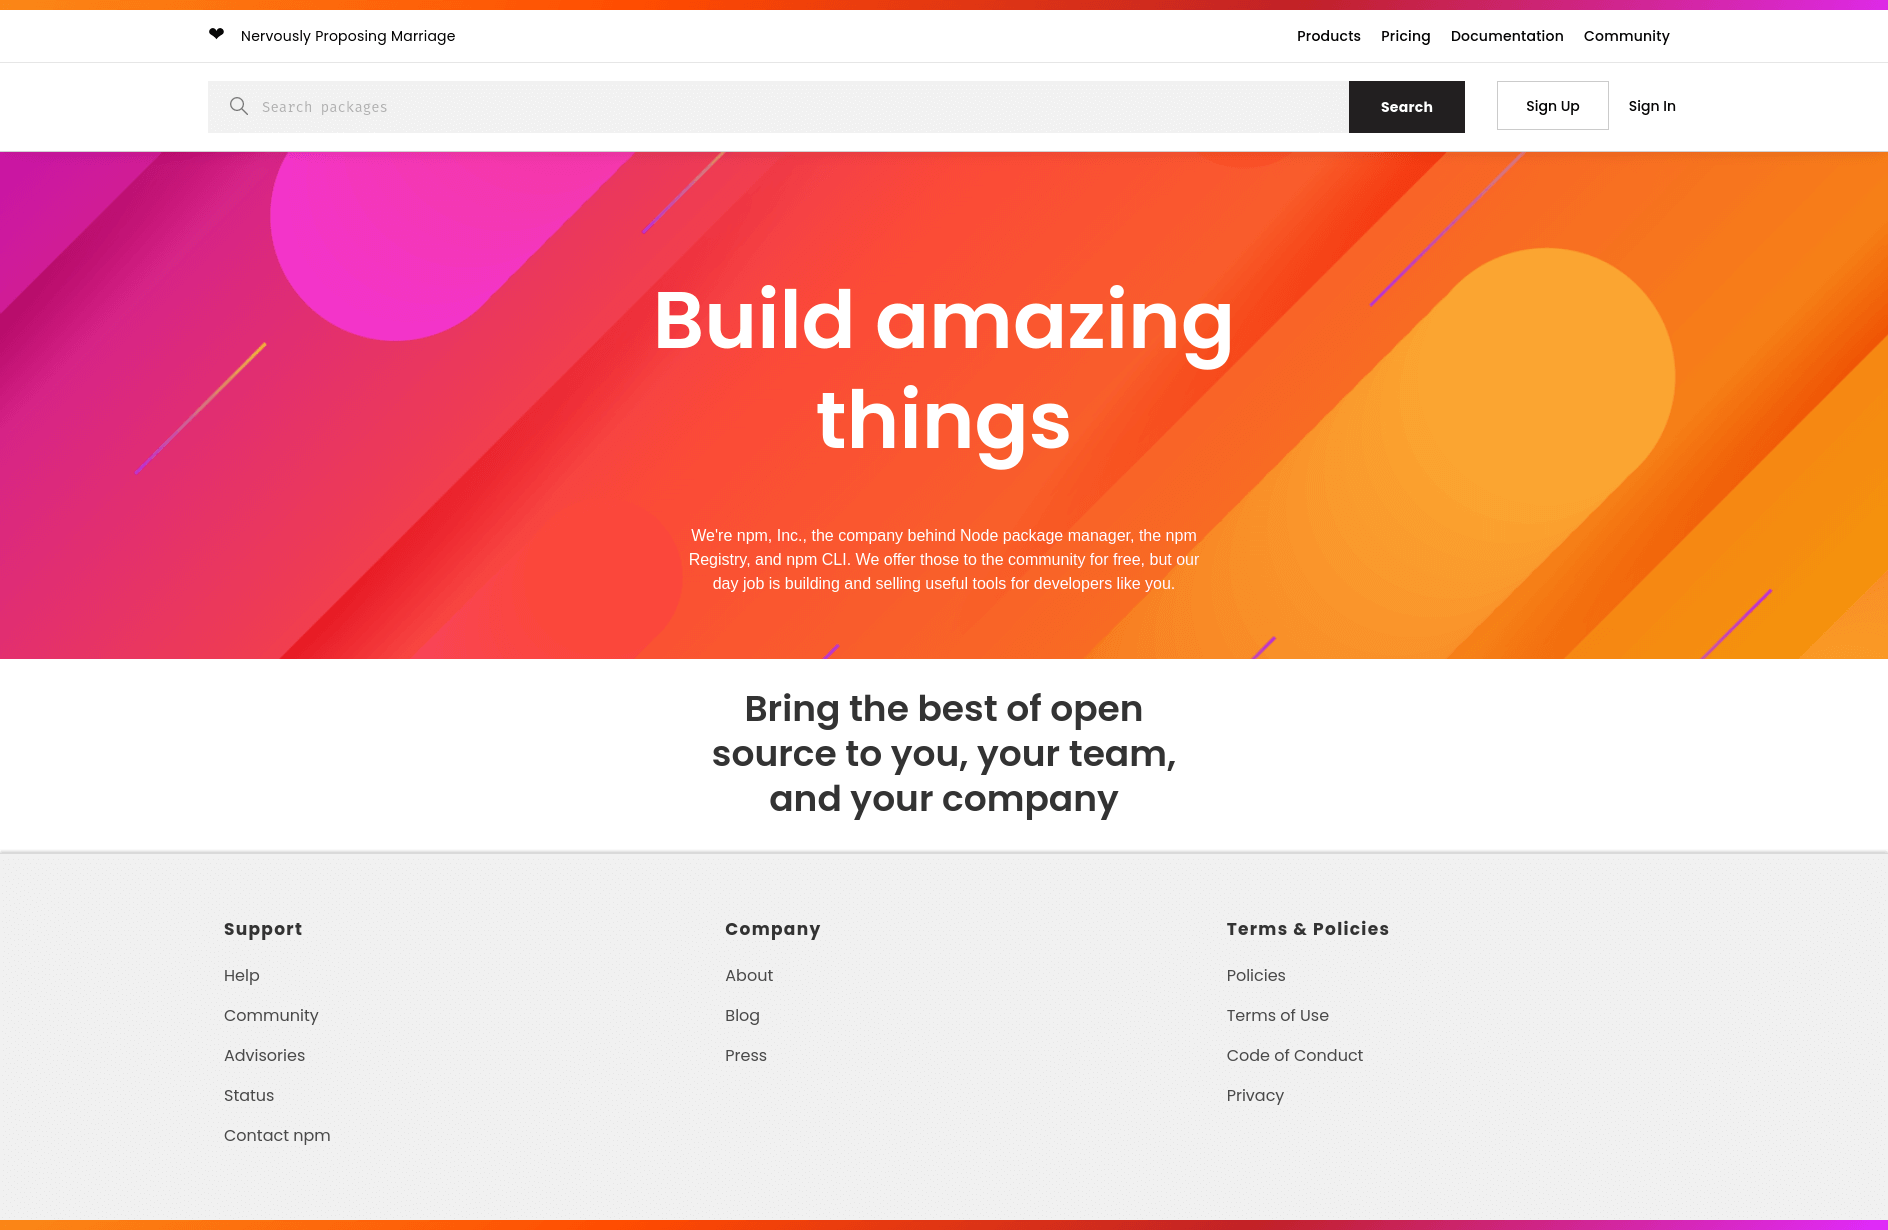 ❤ Nervously Proposing Marriage
Products Pricing Documentation Community
Search packages
Search
Sign Up
Sign In
Build amazing
things
We're npm, Inc., the company behind Node package manager, the npm
Registry, and npm CLI. We offer those to the community for free, but our
day job is building and selling useful tools for developers like you.
Bring the best of open
source to you, your team,
and your company
Support
Help
Community
Advisories
Status
Contact npm
Company
About
Blog
Press
Terms & Policies
Policies
Terms of Use
Code of Conduct
Privacy